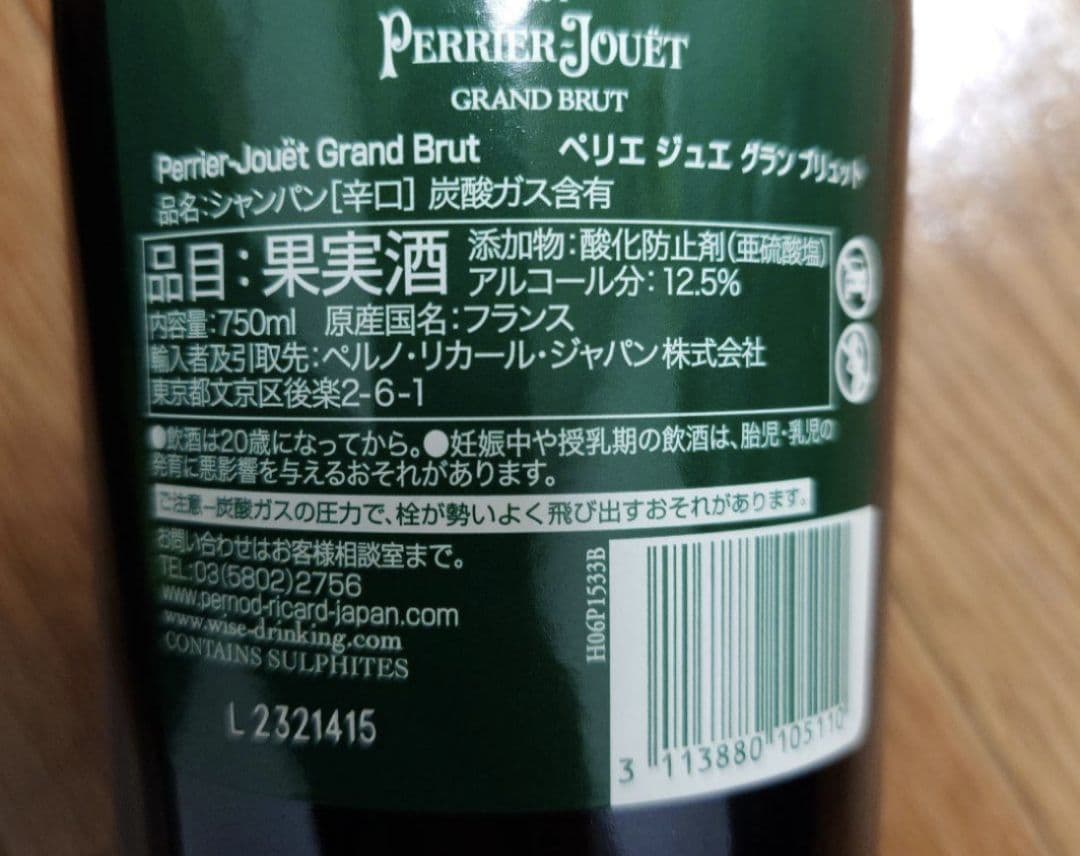 PERRIER-JOUËT
GRAND BRUT
Perrier-Jouët Grand Brut ペリエ ジュエ グラン ブリュット
品名:シャンパン[辛口] 炭酸ガス含有
品目:果実酒 添加物:酸化防止剤(亜硫酸塩)
アルコール分:12.5%
内容量:750ml 原産国名:フランス
輸入者及引取先:ペルノ・リカール・ジャパン株式会社
東京都文京区後楽2-6-1
●飲酒は20歳になってから。●妊娠中や授乳期の飲酒は、胎児・乳児の
発育に悪影響を与えるおそれがあります。
ご注意-炭酸ガスの圧力で、栓が勢いよく飛び出すおそれがあります。
お問い合わせはお客様相談室まで。
TEL:03(5802)2756
www.pernod-ricard-japan.com
www.wise-drinking.com
CONTAINS SULPHITES
H06P1533B
L2321415
3 113880 105110